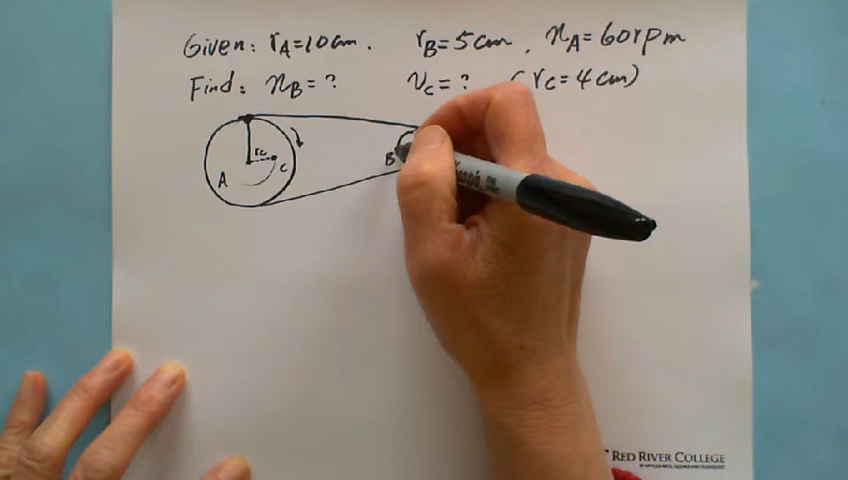 Given: rA=10cm. rB=5cm, nA=60rpm
Find: nB=? vC=? (rC=4cm)
rc
B
C
A
RED RIVER COLLEGE